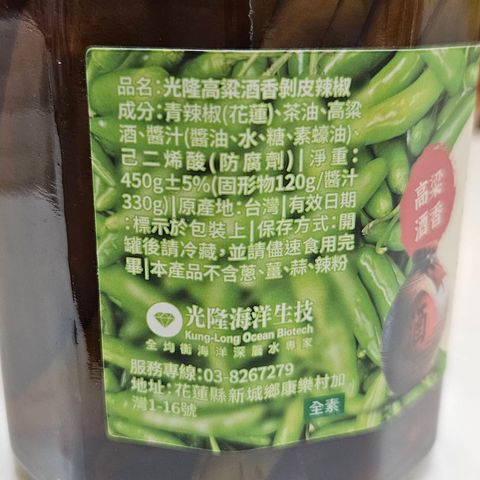 品名:光隆高粱酒香剝皮辣椒
成分:青辣椒(花蓮)、茶油、高粱
酒、醬汁(醬油、水、糖、素蠔油)、
己二烯酸(防腐劑)|淨重:
450g±5%(固形物120g/醬汁
330g)|原產地:台灣|有效日期
:標示於包裝上|保存方式:開
罐後請冷藏,並請儘速食用完
畢|本產品不含蔥、薑、蒜、辣粉
光隆海洋生技
Kung-Long Ocean Biotech
全均衡海洋深層水專家
服務專線:03-8267279
地址:花蓮縣新城鄉康樂村加
灣1-16號
全素
高粱
酒香
酒